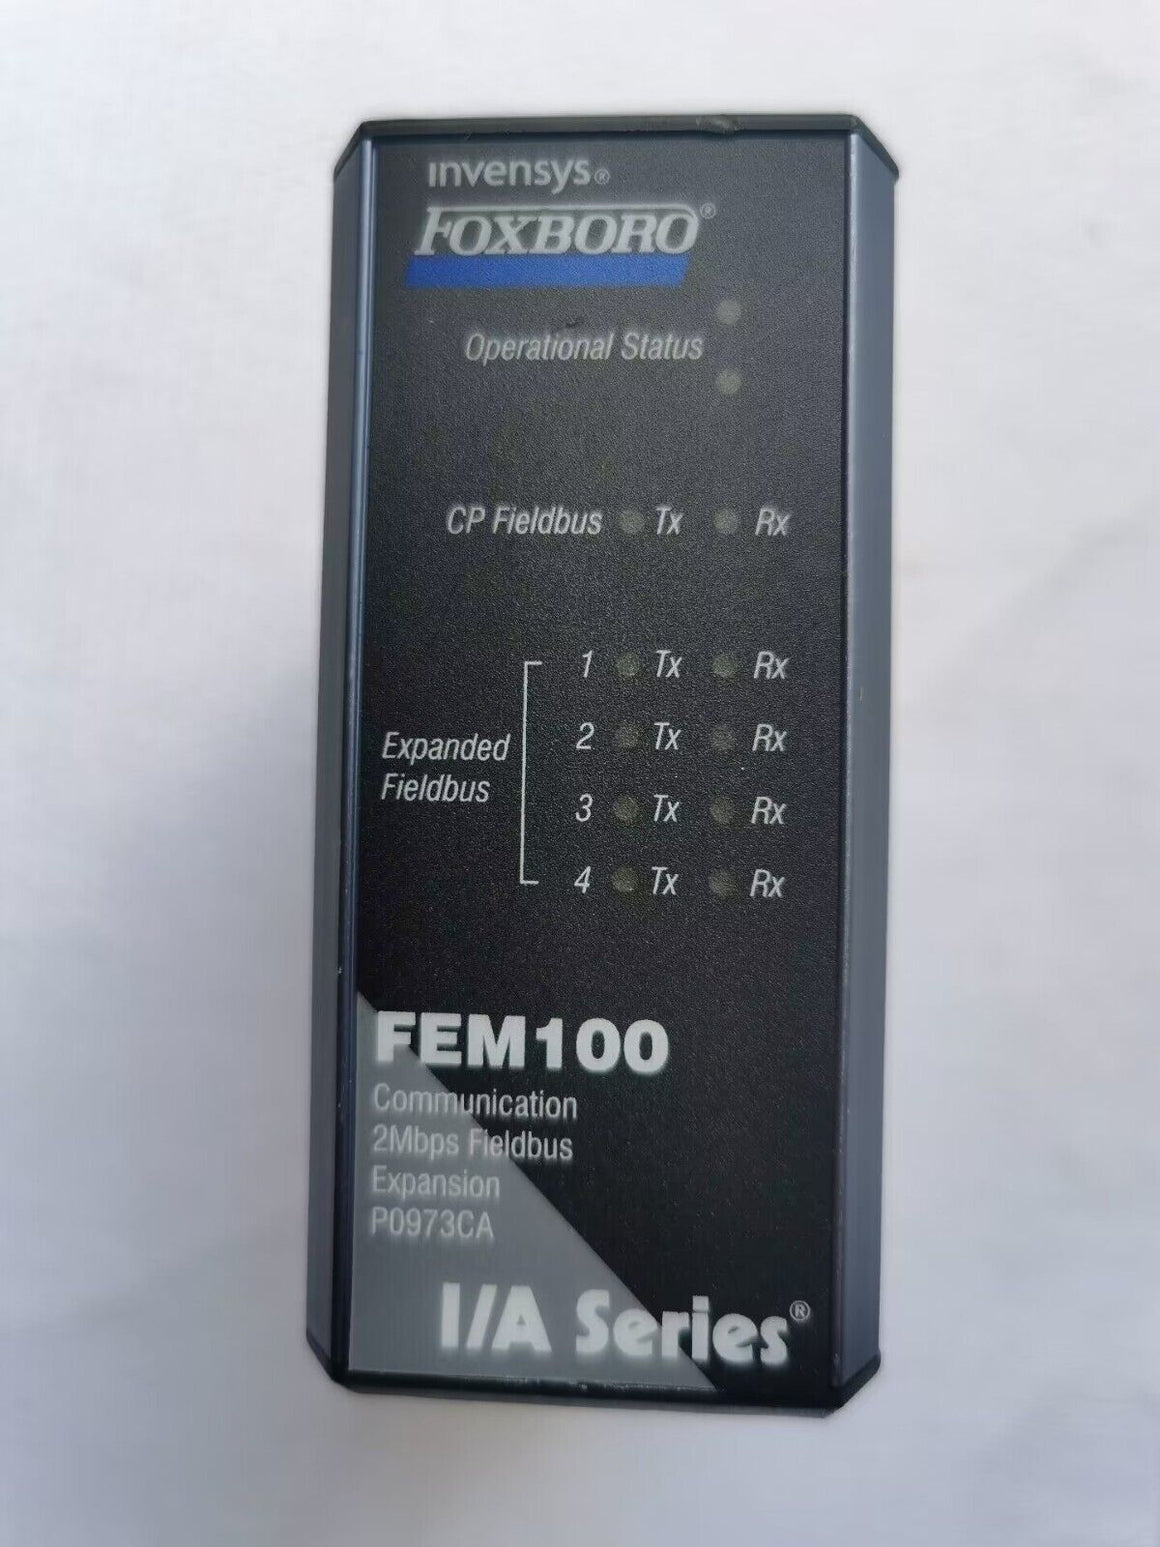 invensys®
FOXBORO®
Operational Status
CP Fieldbus Tx Rx
1 Tx Rx
2 Tx Rx
Expanded
Fieldbus
3 Tx Rx
4 Tx Rx
FEM100
Communication
2Mbps Fieldbus
Expansion
P0973CA
I/A Series®